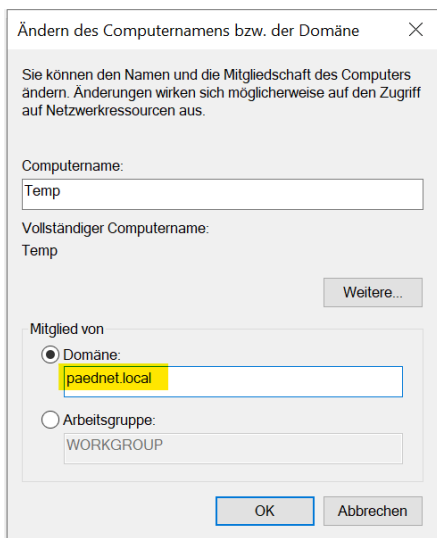 Ändern des Computernamens bzw. der Domäne
Sie können den Namen und die Mitgliedschaft des Computers
ändern. Änderungen wirken sich möglicherweise auf den Zugriff
auf Netzwerkressourcen aus.
Computername:
Temp
Vollständiger Computername:
Temp
Weitere...
Mitglied von
Domäne:
paednet.local
Arbeitsgruppe:
WORKGROUP
OK
Abbrechen